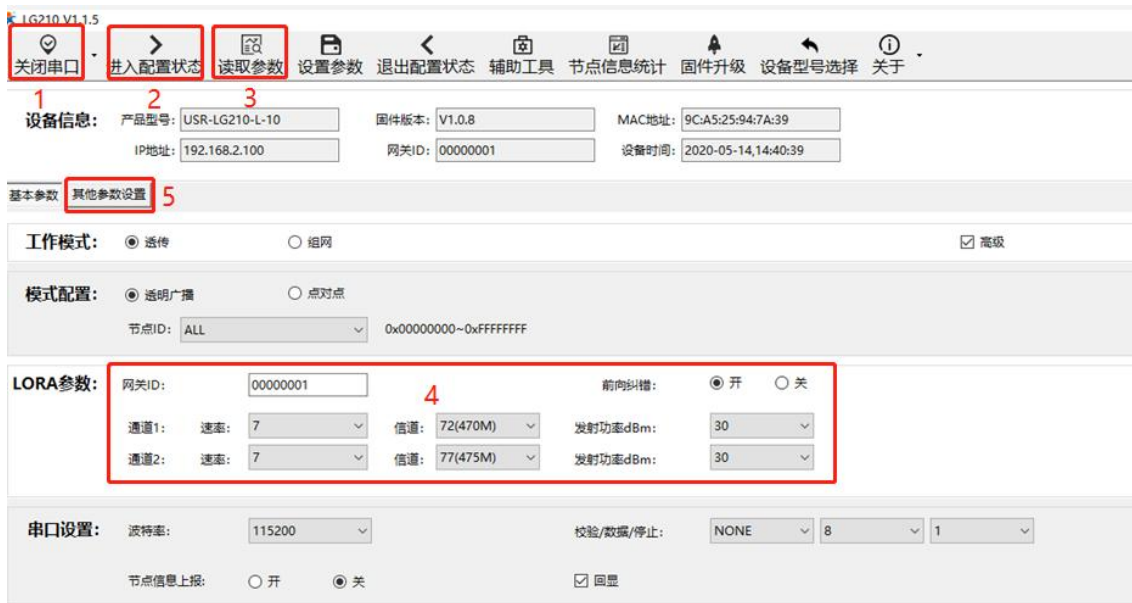 LG210 V1.1.5
关闭串口 进入配置状态 读取参数 设置参数 退出配置状态 辅助工具 节点信息统计 固件升级 设备型号选择 关于
1 2 3
设备信息: 产品型号: USR-LG210-L-10 固件版本: V1.0.8 MAC地址: 9C:A5:25:94:7A:39
IP地址: 192.168.2.100 网关ID: 00000001 设备时间: 2020-05-14,14:40:39
基本参数 其他参数设置 5
工作模式: 透传 组网 高级
模式配置: 透明广播 点对点
节点ID: ALL 0x00000000~0xFFFFFFFF
LORA参数: 网关ID: 00000001 4 前向纠错: 开 关
通道1: 速率: 7 信道: 72(470M) 发射功率dBm: 30
通道2: 速率: 7 信道: 77(475M) 发射功率dBm: 30
串口设置: 波特率: 115200 校验/数据/停止: NONE 8 1
节点信息上报: 开 关 回显